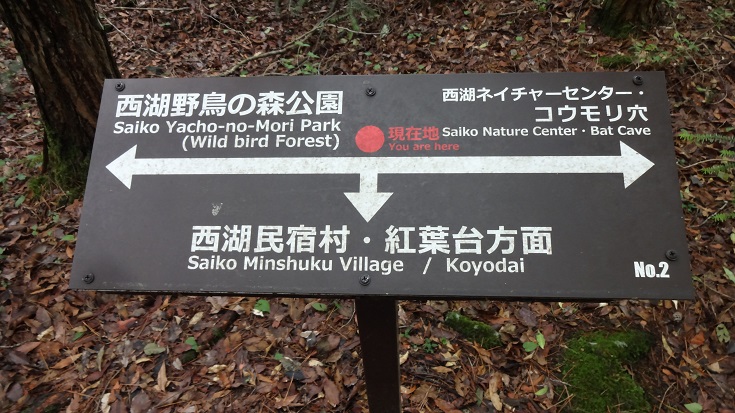 西湖野鳥の森公園
Saiko Yacho-no-Mori Park
(Wild bird Forest)
現在地
You are here
西湖ネイチャーセンター・
コウモリ穴
Saiko Nature Center・Bat Cave
西湖民宿村・紅葉台方面
Saiko Minshuku Village / Koyodai
No.2